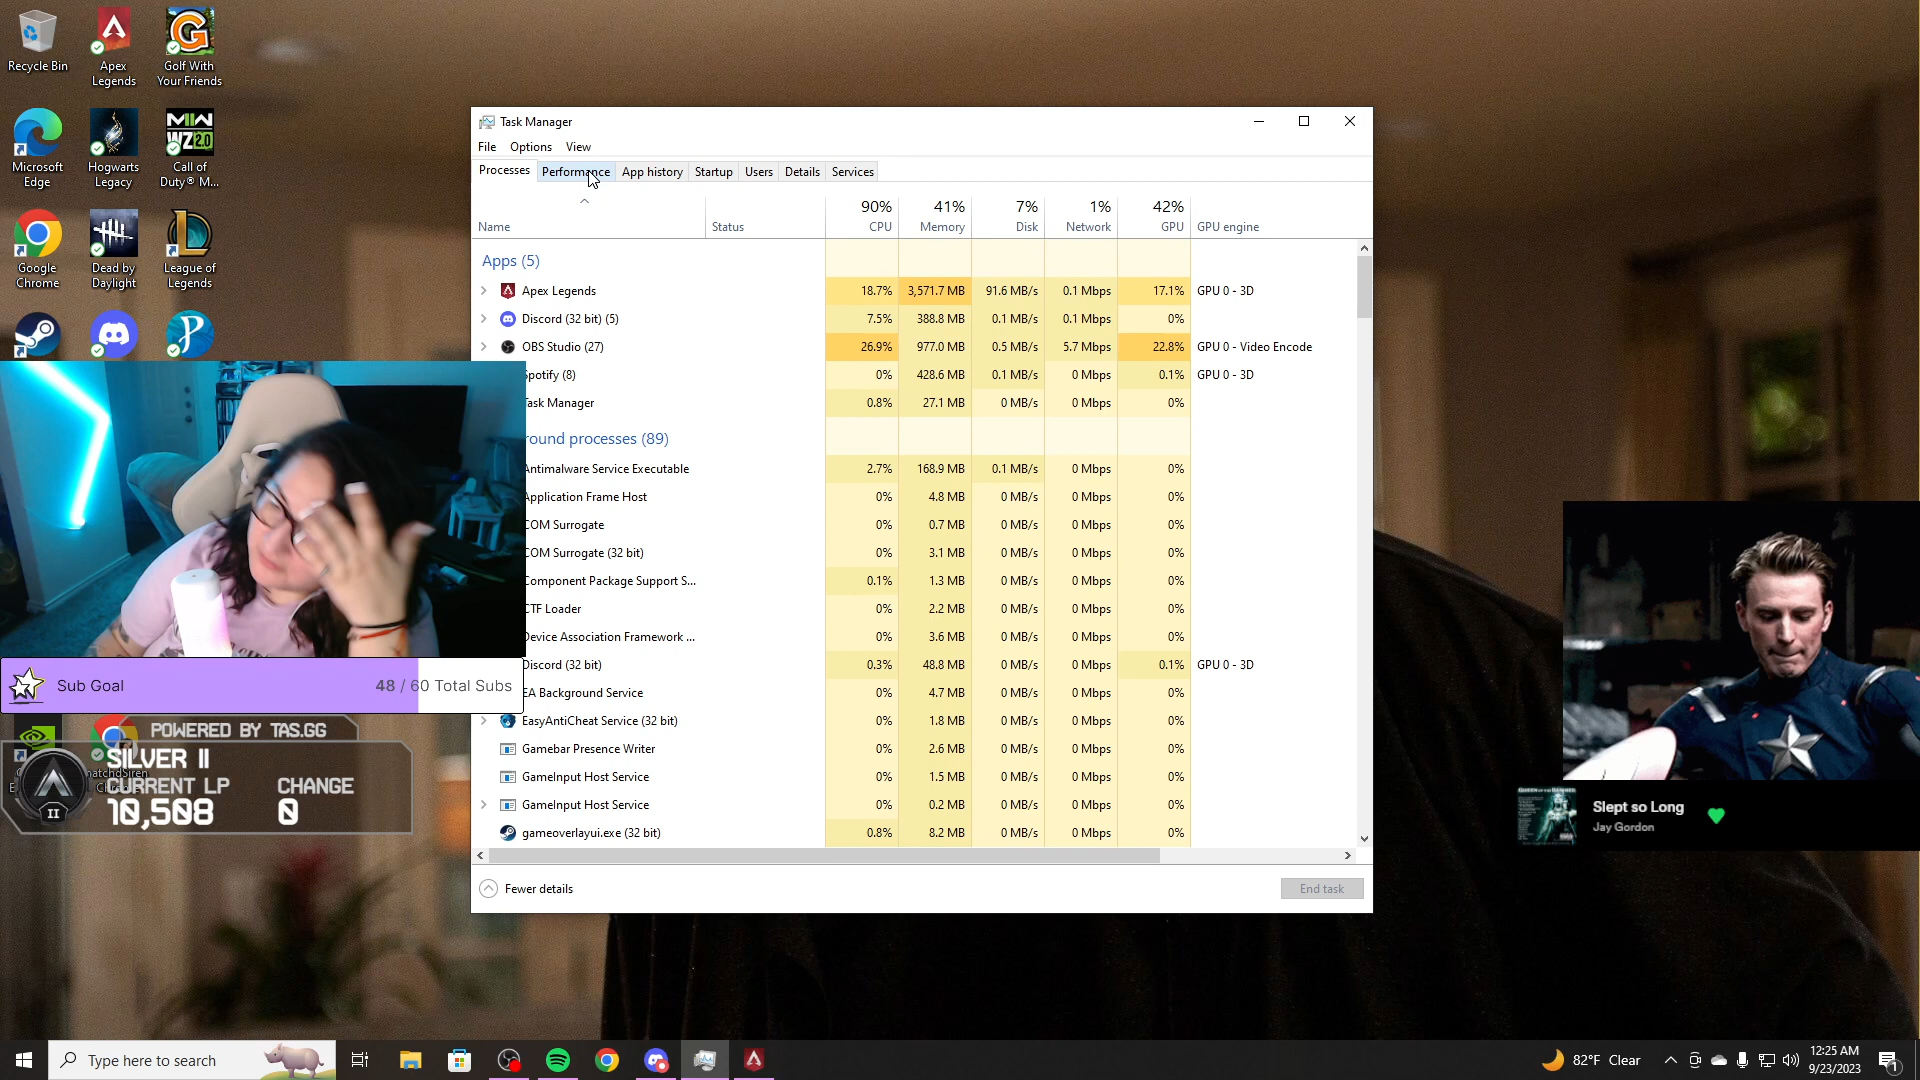 Recycle Bin
Apex
Legends
Golf With
Your Friends
Microsoft
Edge
Hogwarts
Legacy
MW
WZ 2.0
Call of
Duty® M...
Google
Chrome
Dead by
Daylight
League of
Legends
Task Manager
File Options View
Processes Performance App history Startup Users Details Services
90% 41% 7% 1% 42%
Name Status CPU Memory Disk Network GPU GPU engine
Apps (5)
Apex Legends 18.7% 3,571.7 MB 91.6 MB/s 0.1 Mbps 17.1% GPU 0 - 3D
Discord (32 bit) (5) 7.5% 388.8 MB 0.1 MB/s 0.1 Mbps 0%
OBS Studio (27) 26.9% 977.0 MB 0.5 MB/s 5.7 Mbps 22.8% GPU 0 - Video Encode
Spotify (8) 0% 428.6 MB 0.1 MB/s 0 Mbps 0.1% GPU 0 - 3D
Task Manager 0.8% 27.1 MB 0 MB/s 0 Mbps 0%
round processes (89)
Antimalware Service Executable 2.7% 168.9 MB 0.1 MB/s 0 Mbps 0%
Application Frame Host 0% 4.8 MB 0 MB/s 0 Mbps 0%
COM Surrogate 0% 0.7 MB 0 MB/s 0 Mbps 0%
COM Surrogate (32 bit) 0% 3.1 MB 0 MB/s 0 Mbps 0%
Component Package Support S... 0.1% 1.3 MB 0 MB/s 0 Mbps 0%
CTF Loader 0% 2.2 MB 0 MB/s 0 Mbps 0%
Device Association Framework ... 0% 3.6 MB 0 MB/s 0 Mbps 0%
Discord (32 bit) 0.3% 48.8 MB 0 MB/s 0 Mbps 0.1% GPU 0 - 3D
EA Background Service 0% 4.7 MB 0 MB/s 0 Mbps 0%
EasyAntiCheat Service (32 bit) 0% 1.8 MB 0 MB/s 0 Mbps 0%
Gamebar Presence Writer 0% 2.6 MB 0 MB/s 0 Mbps 0%
GameInput Host Service 0% 1.5 MB 0 MB/s 0 Mbps 0%
GameInput Host Service 0% 0.2 MB 0 MB/s 0 Mbps 0%
gameoverlayui.exe (32 bit) 0.8% 8.2 MB 0 MB/s 0 Mbps 0%
Fewer details End task
Sub Goal 48 / 60 Total Subs
POWERED BY TAS.GG
SILVER II
CURRENT LP CHANGE
10,508 0
II
Slept so Long
Jay Gordon
Type here to search
82°F Clear
12:25 AM
9/23/2023
1